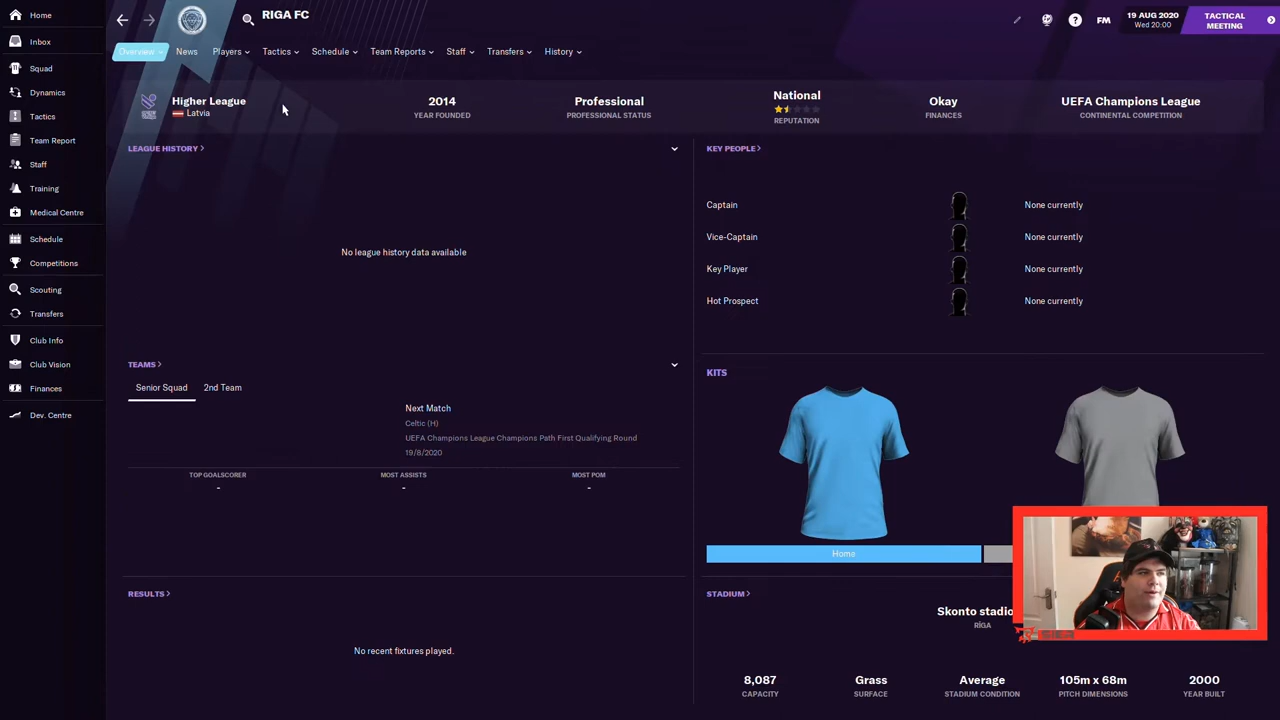 Home
Inbox
Squad
Dynamics
Tactics
Team Report
Staff
Training
Medical Centre
Schedule
Competitions
Scouting
Transfers
Club Info
Club Vision
Finances
Dev. Centre
RIGA FC
FM
19 AUG 2020
Wed 20:00
TACTICAL
MEETING
Overview
News
Players
Tactics
Schedule
Team Reports
Staff
Transfers
History
Higher League
Latvia
2014
YEAR FOUNDED
Professional
PROFESSIONAL STATUS
National
REPUTATION
Okay
FINANCES
UEFA Champions League
CONTINENTAL COMPETITION
LEAGUE HISTORY >
No league history data available
KEY PEOPLE >
Captain
None currently
Vice-Captain
None currently
Key Player
None currently
Hot Prospect
None currently
TEAMS >
Senior Squad
2nd Team
Next Match
Celtic (H)
UEFA Champions League Champions Path First Qualifying Round
19/8/2020
TOP GOALSCORER
-
MOST ASSISTS
-
MOST POM
-
KITS
Home
RESULTS >
No recent fixtures played.
STADIUM >
Skonto stadio
RĪGA
8,087
CAPACITY
Grass
SURFACE
Average
STADIUM CONDITION
105m x 68m
PITCH DIMENSIONS
2000
YEAR BUILT